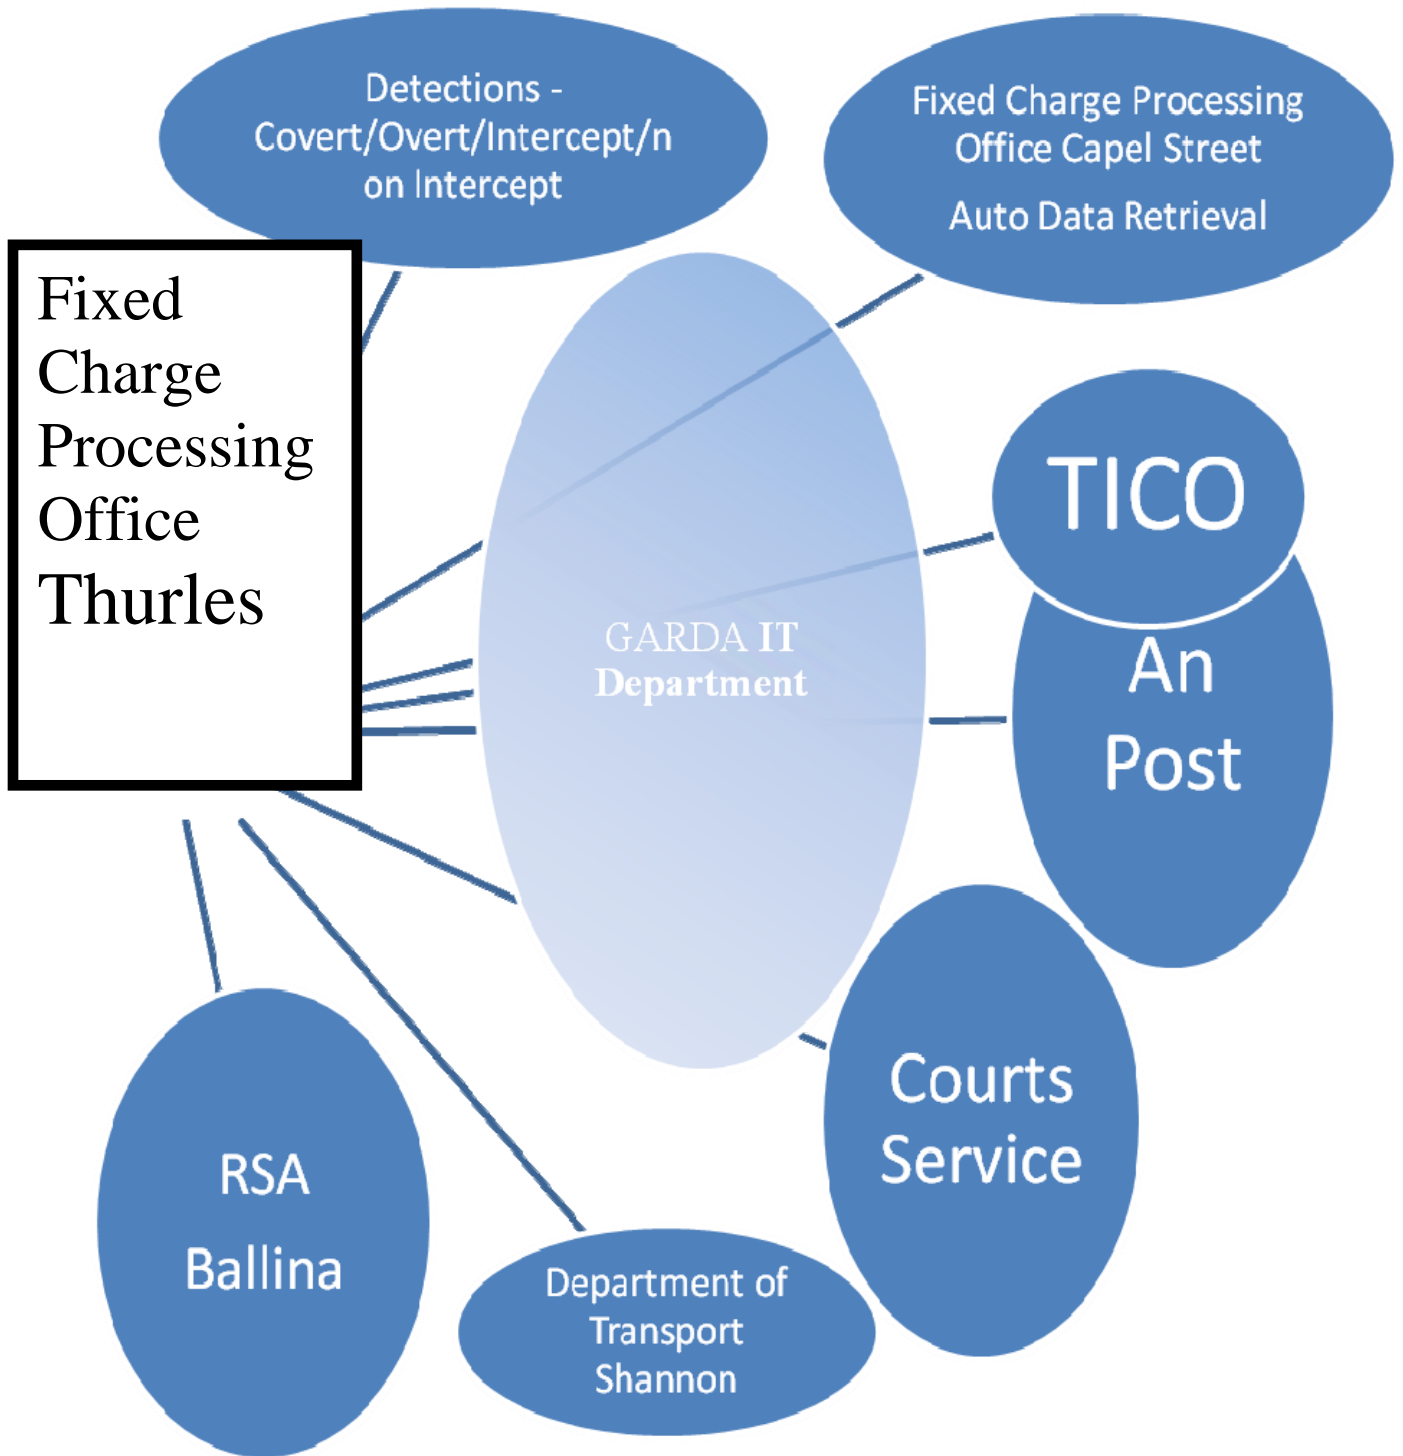 Detections -
Covert/Overt/Intercept/n
on Intercept
Fixed Charge Processing
Office Capel Street
Auto Data Retrieval
Fixed
Charge
Processing
Office
Thurles
TICO
GARDA IT
Department
An
Post
Courts
Service
RSA
Ballina
Department of
Transport
Shannon